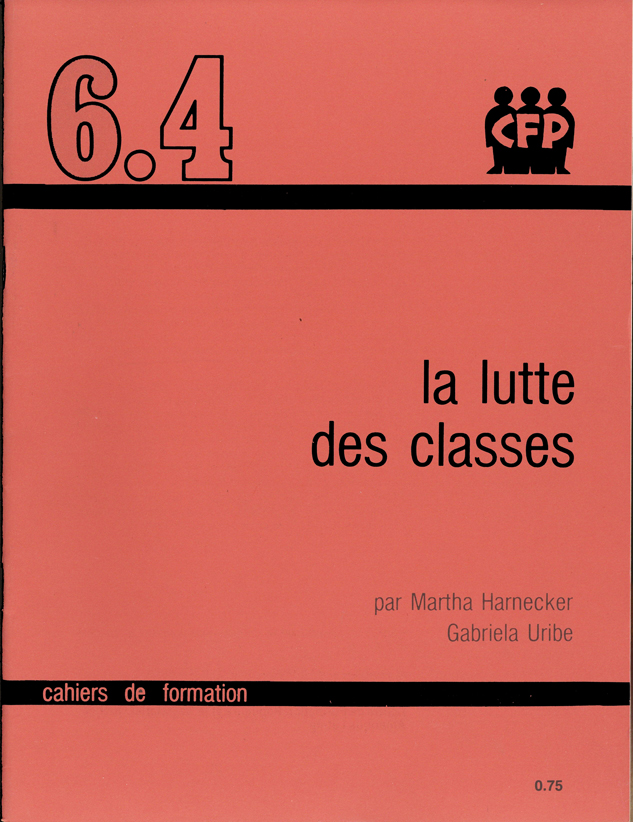 6.4
CFP
la lutte
des classes
par Martha Harnecker
Gabriela Uribe
cahiers de formation
0.75